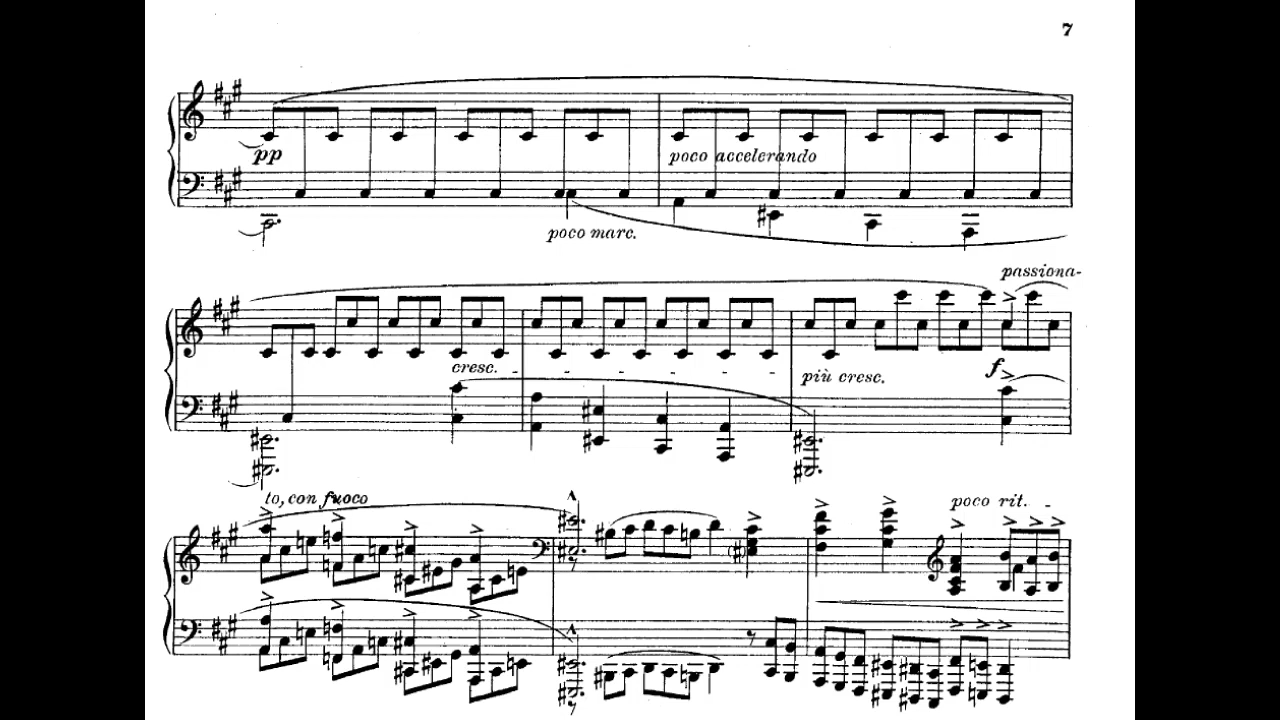 7
pp
poco accelerando
poco marc.
passiona-
cresc. - - - - - -
più cresc.
f
to, con fuoco
poco rit. -